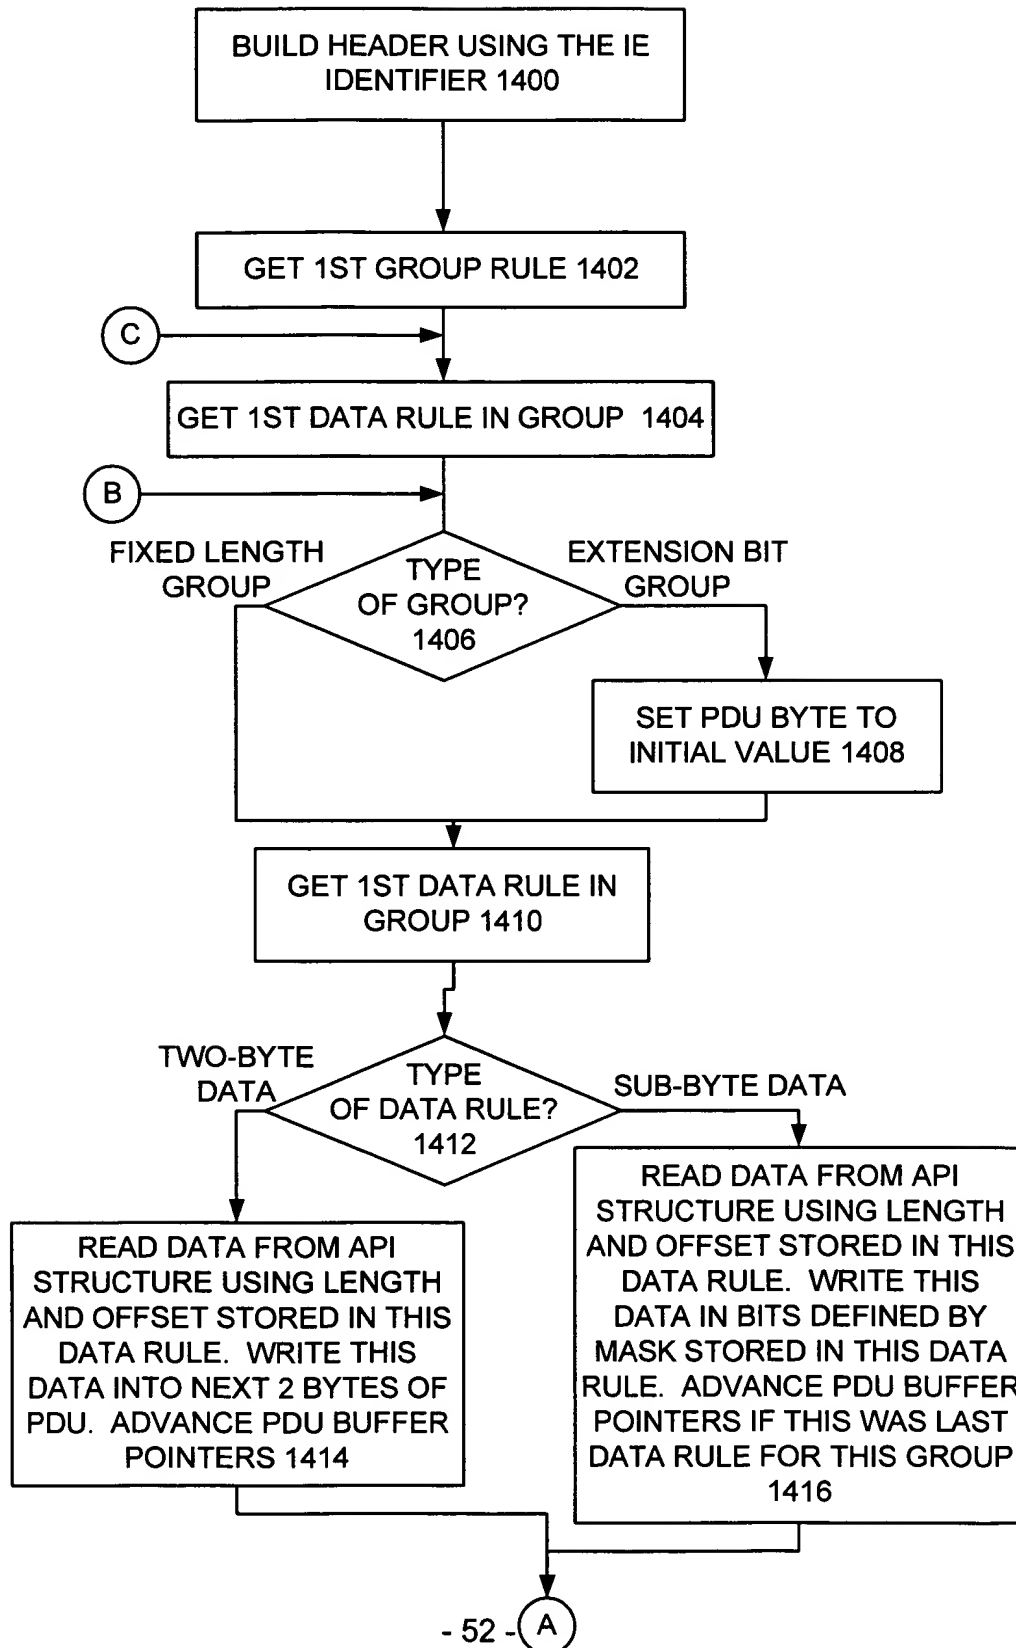 BUILD HEADER USING THE IE
IDENTIFIER 1400
GET 1ST GROUP RULE 1402
C
GET 1ST DATA RULE IN GROUP 1404
B
FIXED LENGTH
GROUP
TYPE
OF GROUP?
1406
EXTENSION BIT
GROUP
SET PDU BYTE TO
INITIAL VALUE 1408
GET 1ST DATA RULE IN
GROUP 1410
TWO-BYTE
DATA
TYPE
OF DATA RULE?
1412
SUB-BYTE DATA
READ DATA FROM API
STRUCTURE USING LENGTH
AND OFFSET STORED IN THIS
DATA RULE. WRITE THIS
DATA INTO NEXT 2 BYTES OF
PDU. ADVANCE PDU BUFFER
POINTERS 1414
READ DATA FROM API
STRUCTURE USING LENGTH
AND OFFSET STORED IN THIS
DATA RULE. WRITE THIS
DATA IN BITS DEFINED BY
MASK STORED IN THIS DATA
RULE. ADVANCE PDU BUFFER
POINTERS IF THIS WAS LAST
DATA RULE FOR THIS GROUP
1416
- 52 -
A